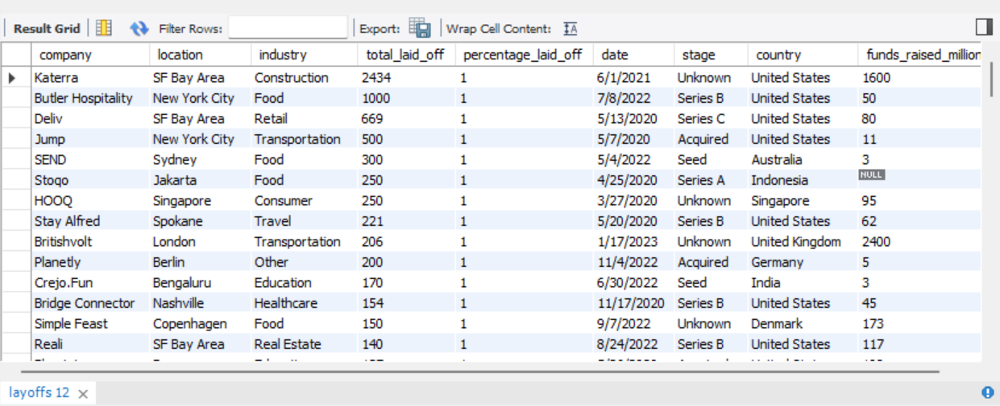 Result Grid Filter Rows: Export: Wrap Cell Content: IA
company location industry total_laid_off percentage_laid_off date stage country funds_raised_million
Katerra SF Bay Area Construction 2434 1 6/1/2021 Unknown United States 1600
Butler Hospitality New York City Food 1000 1 7/8/2022 Series B United States 50
Deliv SF Bay Area Retail 669 1 5/13/2020 Series C United States 80
Jump New York City Transportation 500 1 5/7/2020 Acquired United States 11
SEND Sydney Food 300 1 5/4/2022 Seed Australia 3
Stoqo Jakarta Food 250 1 4/25/2020 Series A Indonesia NULL
HOOQ Singapore Consumer 250 1 3/27/2020 Unknown Singapore 95
Stay Alfred Spokane Travel 221 1 5/20/2020 Series B United States 62
Britishvolt London Transportation 206 1 1/17/2023 Unknown United Kingdom 2400
Planetly Berlin Other 200 1 11/4/2022 Acquired Germany 5
Crejo.Fun Bengaluru Education 170 1 6/30/2022 Seed India 3
Bridge Connector Nashville Healthcare 154 1 11/17/2020 Series B United States 45
Simple Feast Copenhagen Food 150 1 9/7/2022 Unknown Denmark 173
Reali SF Bay Area Real Estate 140 1 8/24/2022 Series B United States 117
layoffs 12